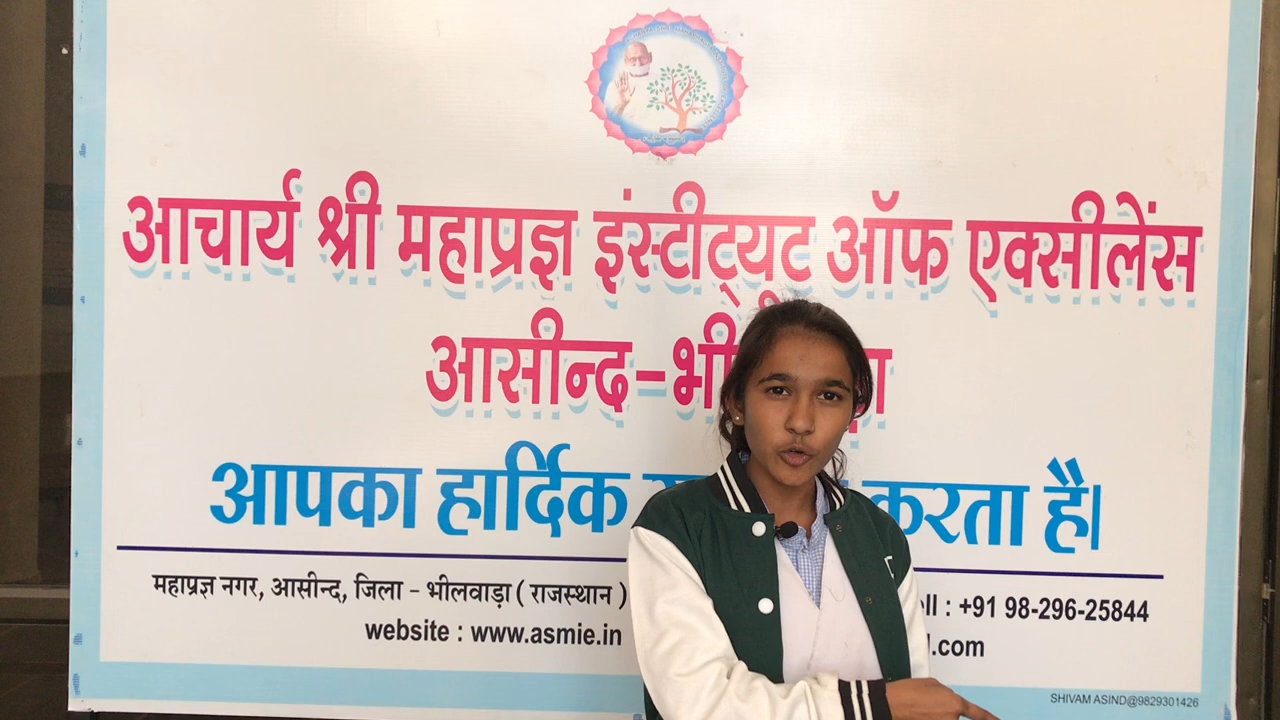 आचार्य श्री महाप्रज्ञ इंस्टीट्यूट ऑफ एक्सीलेंस
आसीन्द-भी
आपका हार्दिक करता है।
महाप्रज्ञ नगर, आसीन्द, जिला - भीलवाड़ा ( राजस्थान ) ll : +91 98-296-25844
website : www.asmie.in l.com
SHIVAM ASIND@9829301426